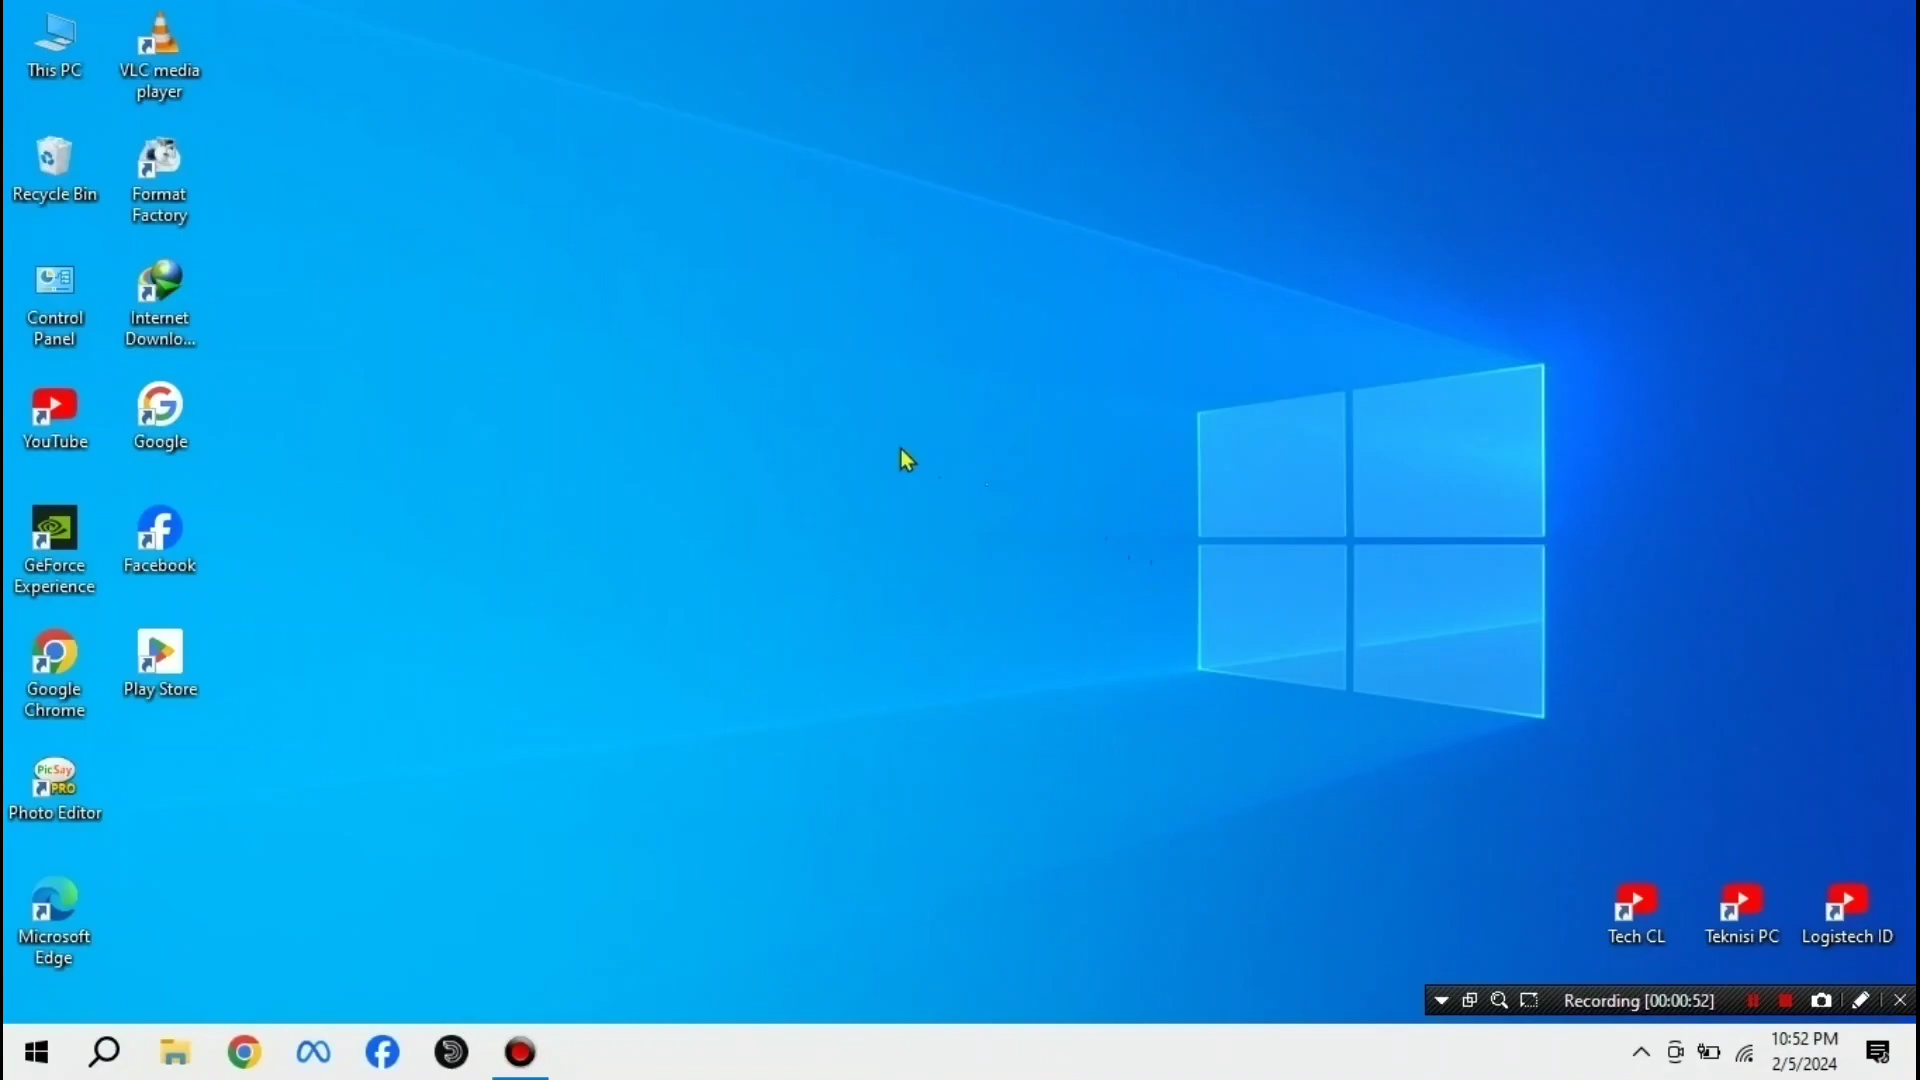 This PC
VLC media
player
Recycle Bin
Format
Factory
Control
Panel
Internet
Downlo...
YouTube
Google
GeForce
Experience
Facebook
Google
Chrome
Play Store
PicSay
PRO
Photo Editor
Microsoft
Edge
Tech CL
Teknisi PC
Logistech ID
Recording [00:00:52]
10:52 PM
2/5/2024